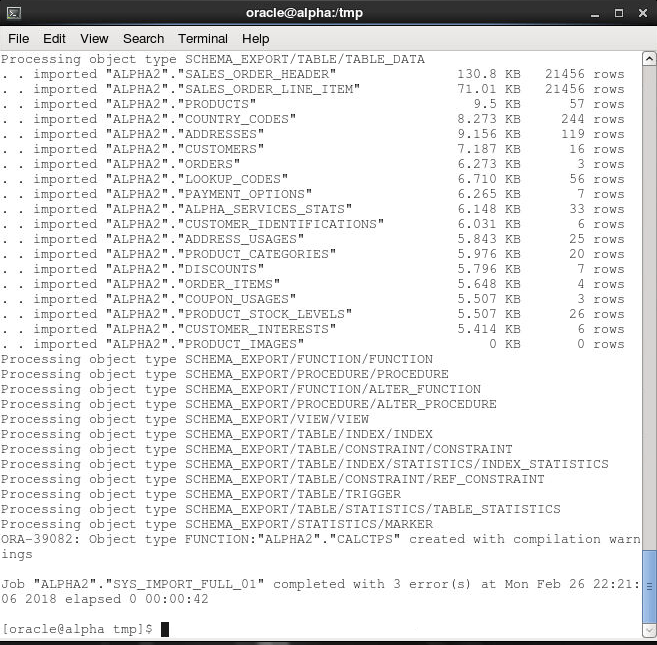 oracle@alpha:/tmp
File Edit View Search Terminal Help
Processing object type SCHEMA_EXPORT/TABLE/TABLE_DATA
. . imported "ALPHA2"."SALES_ORDER_HEADER" 130.8 KB 21456 rows
. . imported "ALPHA2"."SALES_ORDER_LINE_ITEM" 71.01 KB 21456 rows
. . imported "ALPHA2"."PRODUCTS" 9.5 KB 57 rows
. . imported "ALPHA2"."COUNTRY_CODES" 8.273 KB 244 rows
. . imported "ALPHA2"."ADDRESSES" 9.156 KB 119 rows
. . imported "ALPHA2"."CUSTOMERS" 7.187 KB 16 rows
. . imported "ALPHA2"."ORDERS" 6.273 KB 3 rows
. . imported "ALPHA2"."LOOKUP_CODES" 6.710 KB 56 rows
. . imported "ALPHA2"."PAYMENT_OPTIONS" 6.265 KB 7 rows
. . imported "ALPHA2"."ALPHA_SERVICES_STATS" 6.148 KB 33 rows
. . imported "ALPHA2"."CUSTOMER_IDENTIFICATIONS" 6.031 KB 6 rows
. . imported "ALPHA2"."ADDRESS_USAGES" 5.843 KB 25 rows
. . imported "ALPHA2"."PRODUCT_CATEGORIES" 5.976 KB 20 rows
. . imported "ALPHA2"."DISCOUNTS" 5.796 KB 7 rows
. . imported "ALPHA2"."ORDER_ITEMS" 5.648 KB 4 rows
. . imported "ALPHA2"."COUPON_USAGES" 5.507 KB 3 rows
. . imported "ALPHA2"."PRODUCT_STOCK_LEVELS" 5.507 KB 26 rows
. . imported "ALPHA2"."CUSTOMER_INTERESTS" 5.414 KB 6 rows
. . imported "ALPHA2"."PRODUCT_IMAGES" 0 KB 0 rows
Processing object type SCHEMA_EXPORT/FUNCTION/FUNCTION
Processing object type SCHEMA_EXPORT/PROCEDURE/PROCEDURE
Processing object type SCHEMA_EXPORT/FUNCTION/ALTER_FUNCTION
Processing object type SCHEMA_EXPORT/PROCEDURE/ALTER_PROCEDURE
Processing object type SCHEMA_EXPORT/VIEW/VIEW
Processing object type SCHEMA_EXPORT/TABLE/INDEX/INDEX
Processing object type SCHEMA_EXPORT/TABLE/CONSTRAINT/CONSTRAINT
Processing object type SCHEMA_EXPORT/TABLE/INDEX/STATISTICS/INDEX_STATISTICS
Processing object type SCHEMA_EXPORT/TABLE/CONSTRAINT/REF_CONSTRAINT
Processing object type SCHEMA_EXPORT/TABLE/TRIGGER
Processing object type SCHEMA_EXPORT/TABLE/STATISTICS/TABLE_STATISTICS
Processing object type SCHEMA_EXPORT/STATISTICS/MARKER
ORA-39082: Object type FUNCTION:"ALPHA2"."CALCTPS" created with compilation warn
ings
Job "ALPHA2"."SYS_IMPORT_FULL_01" completed with 3 error(s) at Mon Feb 26 22:21:
06 2018 elapsed 0 00:00:42
[oracle@alpha tmp]$